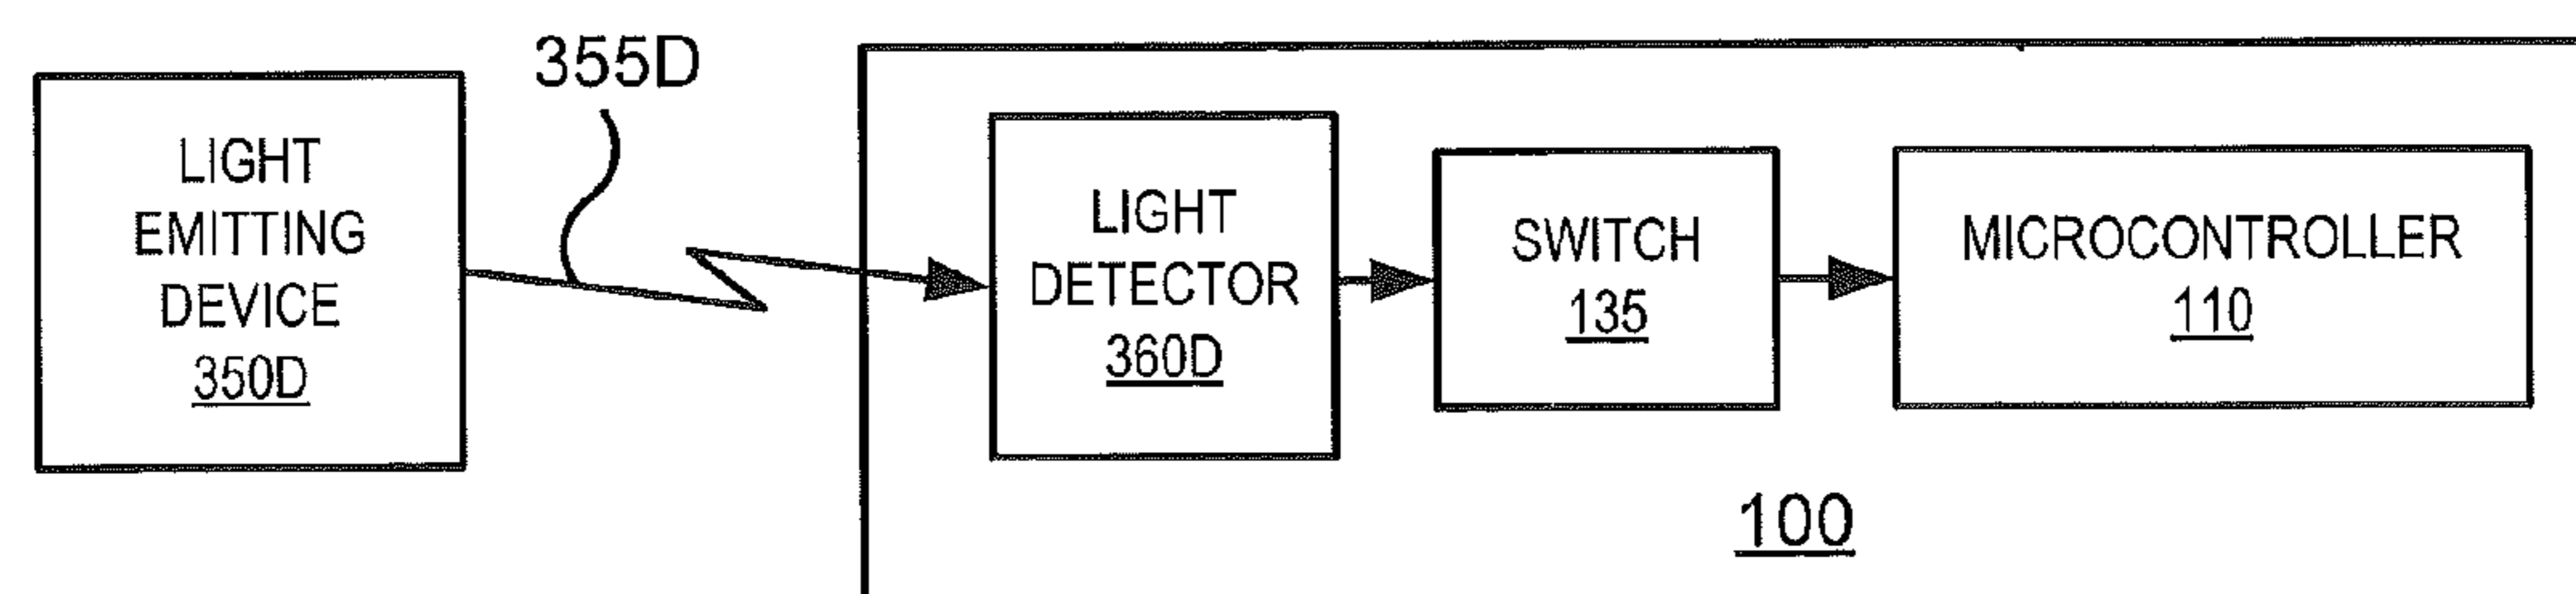 355D
LIGHT
EMITTING
DEVICE
350D
LIGHT
DETECTOR
360D
SWITCH
135
MICROCONTROLLER
110
100